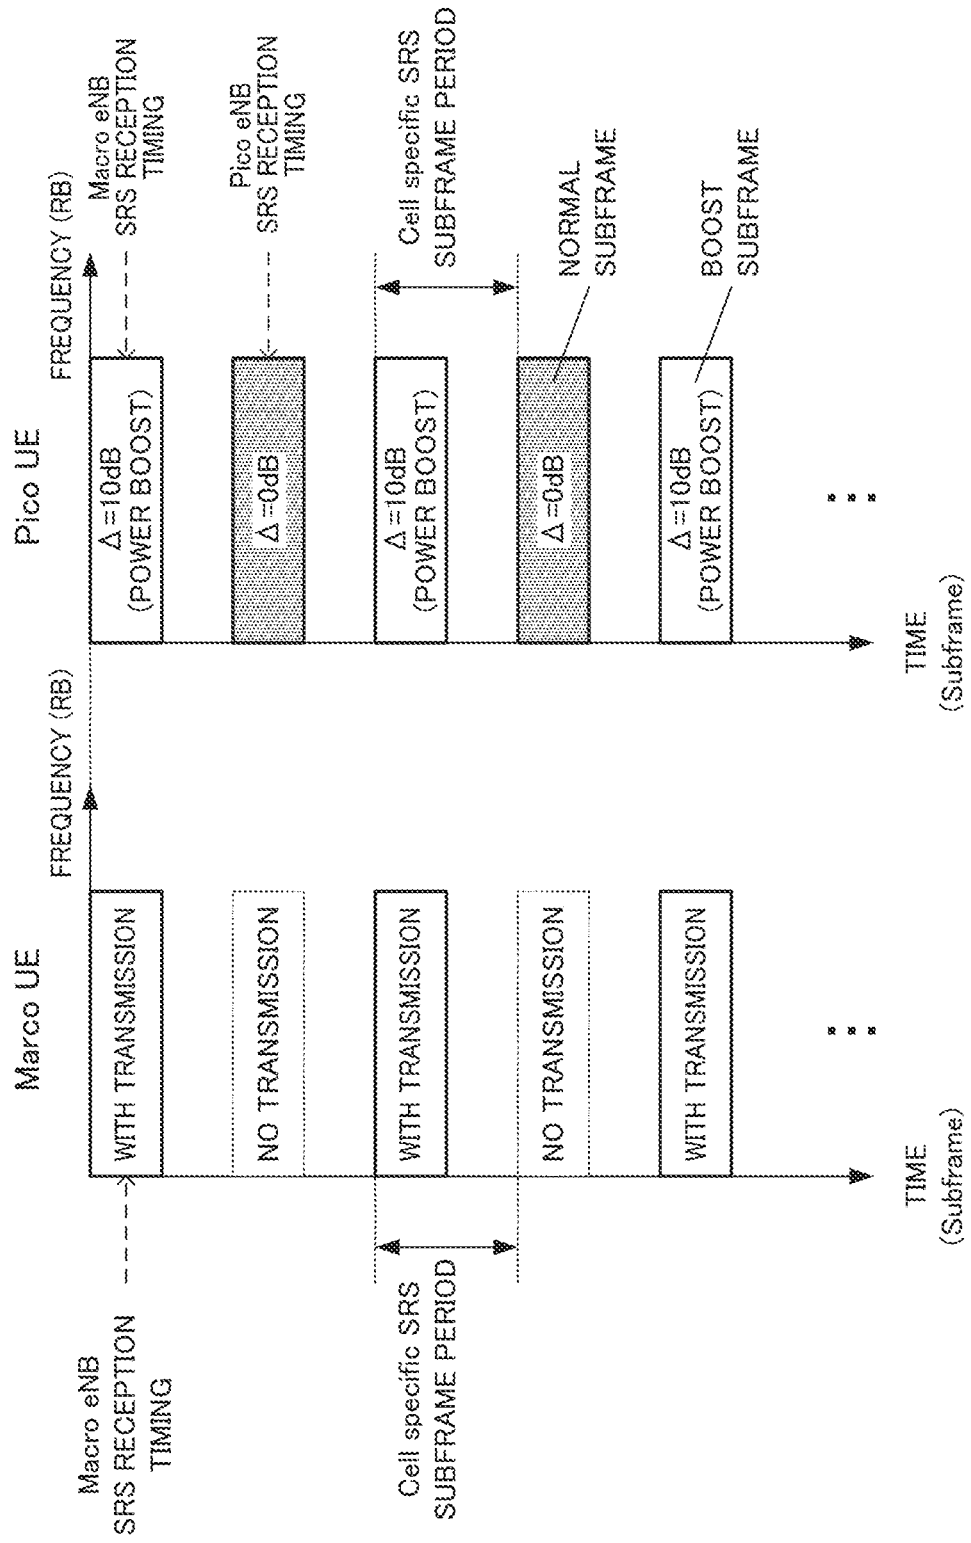 Marco UE
FREQUENCY (RB)
Macro eNB
SRS RECEPTION
TIMING
WITH TRANSMISSION
NO TRANSMISSION
WITH TRANSMISSION
NO TRANSMISSION
WITH TRANSMISSION
Cell specific SRS
SUBFRAME PERIOD
TIME
(Subframe)
Pico UE
FREQUENCY (RB)
Macro eNB
SRS RECEPTION
TIMING
Δ=10dB
(POWER BOOST)
Pico eNB
SRS RECEPTION
TIMING
Δ=0dB
Δ=10dB
(POWER BOOST)
Cell specific SRS
SUBFRAME PERIOD
Δ=0dB
NORMAL
SUBFRAME
Δ=10dB
(POWER BOOST)
BOOST
SUBFRAME
TIME
(Subframe)